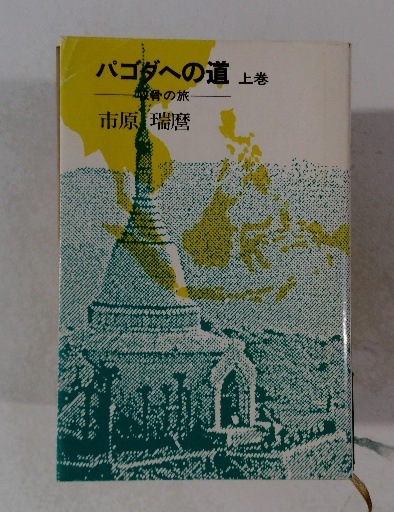 パゴダへの道 上巻
骨の旅
市原 瑞麿